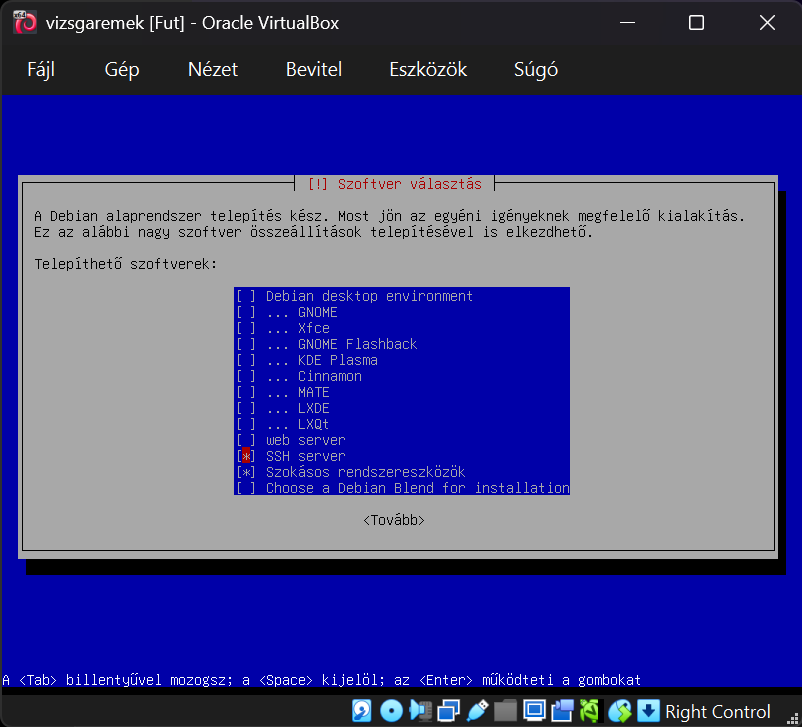 vizsgaremek [Fut] - Oracle VirtualBox
Fájl Gép Nézet Bevitel Eszközök Súgó
[!] Szoftver választás
A Debian alaprendszer telepítés kész. Most jön az egyéni igényeknek megfelelő kialakítás.
Ez az alábbi nagy szoftver összeállítások telepítésével is elkezdhető.
Telepíthető szoftverek:
[ ] Debian desktop environment
[ ] ... GNOME
[ ] ... Xfce
[ ] ... GNOME Flashback
[ ] ... KDE Plasma
[ ] ... Cinnamon
[ ] ... MATE
[ ] ... LXDE
[ ] ... LXQt
[ ] web server
[*] SSH server
[*] Szokásos rendszereszközök
[ ] Choose a Debian Blend for installation
<Tovább>
A <Tab> billentyűvel mozogsz; a <Space> kijelöl; az <Enter> működteti a gombokat
Right Control